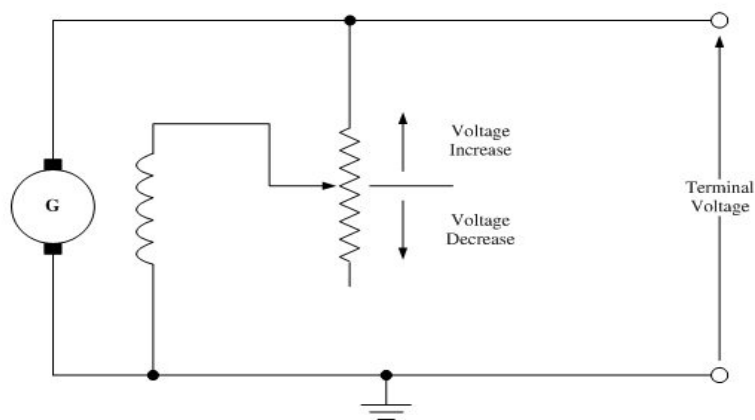 Voltage
Increase
G
Terminal
Voltage
Voltage
Decrease